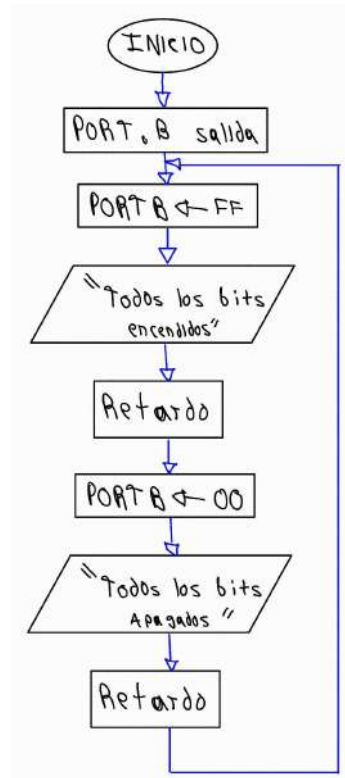 INICIO
PORT.B salida
PORTB ← FF
"Todos los bits
encendidos"
Retardo
PORTB ← 00
"Todos los bits
Apagados"
Retardo